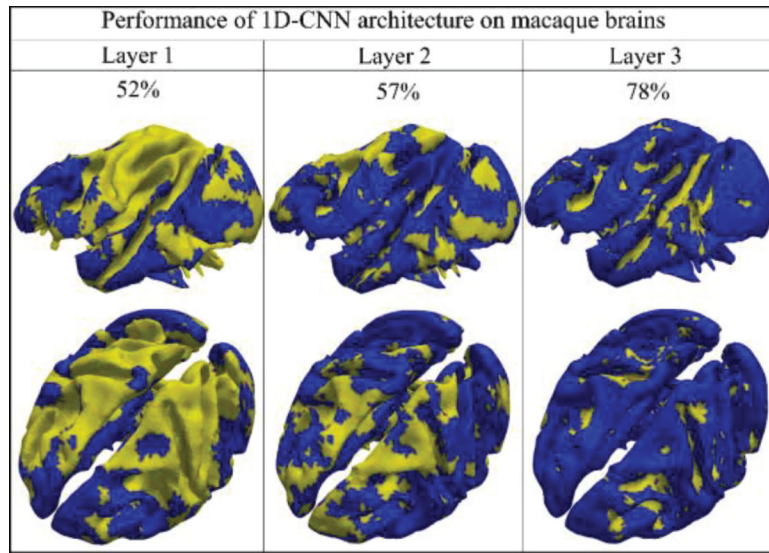 Performance of 1D-CNN architecture on macaque brains
Layer 1 Layer 2 Layer 3
52% 57% 78%